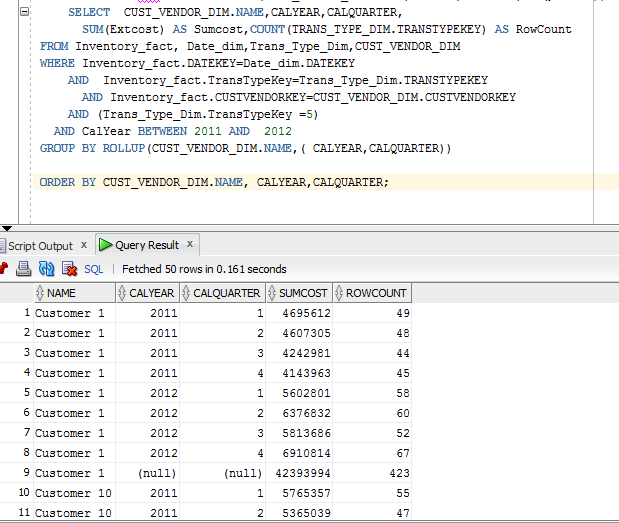 SELECT CUST_VENDOR_DIM.NAME,CALYEAR,CALQUARTER,
SUM(Extcost) AS Sumcost,COUNT(TRANS_TYPE_DIM.TRANSTYPEKEY) AS RowCount
FROM Inventory_fact, Date_dim,Trans_Type_Dim,CUST_VENDOR_DIM
WHERE Inventory_fact.DATEKEY=Date_dim.DATEKEY
AND Inventory_fact.TransTypeKey=Trans_Type_Dim.TRANSTYPEKEY
AND Inventory_fact.CUSTVENDORKEY=CUST_VENDOR_DIM.CUSTVENDORKEY
AND (Trans_Type_Dim.TransTypeKey =5)
AND CalYear BETWEEN 2011 AND 2012
GROUP BY ROLLUP(CUST_VENDOR_DIM.NAME,( CALYEAR,CALQUARTER))
ORDER BY CUST_VENDOR_DIM.NAME, CALYEAR,CALQUARTER;
Script Output x Query Result x
SQL | Fetched 50 rows in 0.161 seconds
NAME CALYEAR CALQUARTER SUMCOST ROWCOUNT
1 Customer 1 2011 1 4695612 49
2 Customer 1 2011 2 4607305 48
3 Customer 1 2011 3 4242981 44
4 Customer 1 2011 4 4143963 45
5 Customer 1 2012 1 5602801 58
6 Customer 1 2012 2 6376832 60
7 Customer 1 2012 3 5813686 52
8 Customer 1 2012 4 6910814 67
9 Customer 1 (null) (null) 42393994 423
10 Customer 10 2011 1 5765357 55
11 Customer 10 2011 2 5365039 47